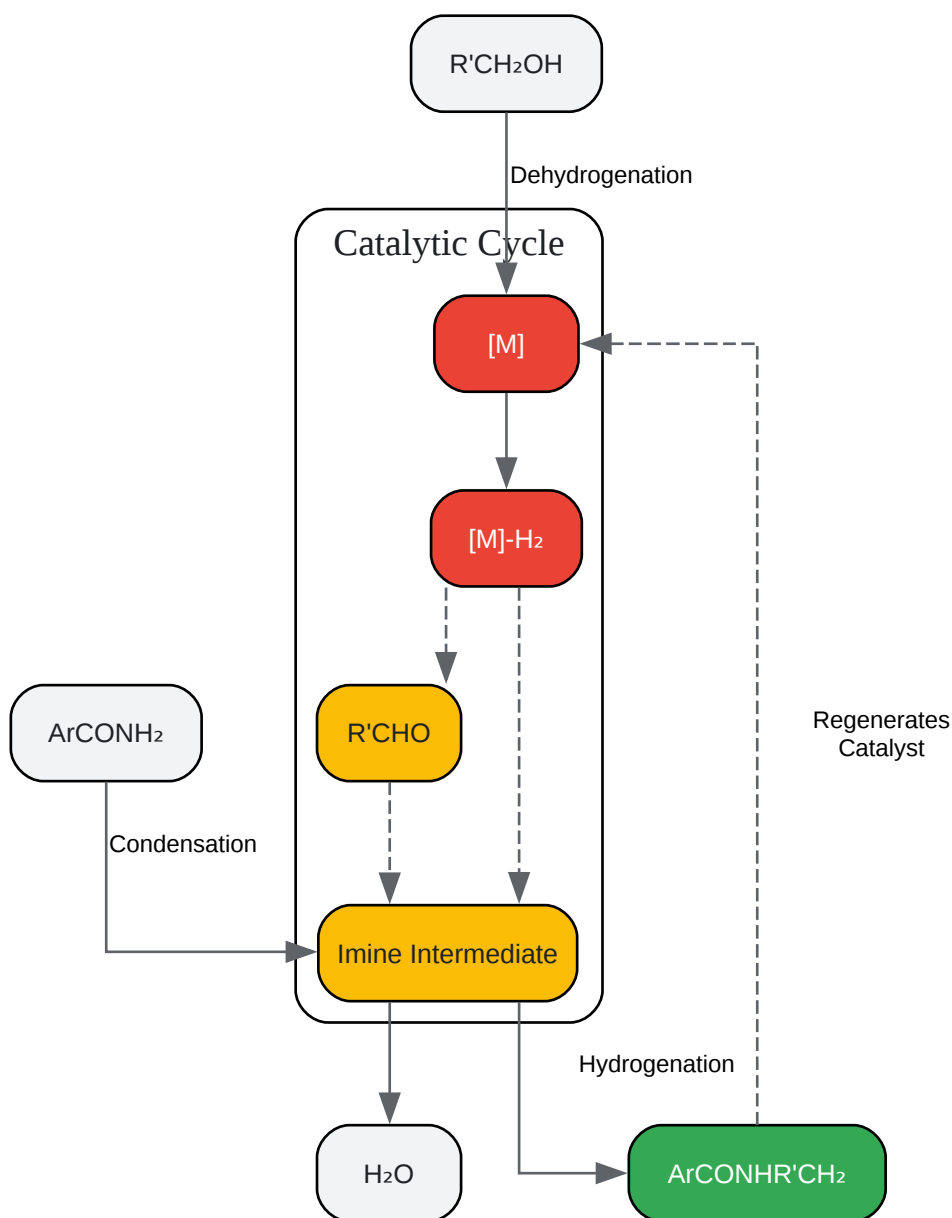 R'CH₂OH
Dehydrogenation
Catalytic Cycle
[M]
[M]-H₂
ArCONH₂
R'CHO
Regenerates
Catalyst
Condensation
Imine Intermediate
Hydrogenation
H₂O
ArCONHR'CH₂